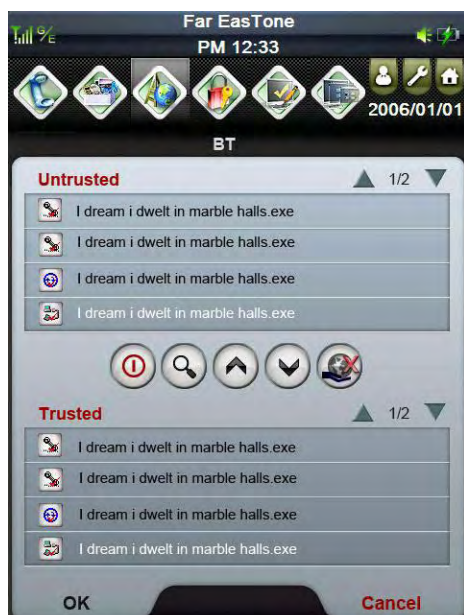 Far EasTone
G/E
PM 12:33
2006/01/01
BT
Untrusted 1/2
I dream i dwelt in marble halls.exe
I dream i dwelt in marble halls.exe
I dream i dwelt in marble halls.exe
I dream i dwelt in marble halls.exe
Trusted 1/2
I dream i dwelt in marble halls.exe
I dream i dwelt in marble halls.exe
I dream i dwelt in marble halls.exe
I dream i dwelt in marble halls.exe
OK Cancel